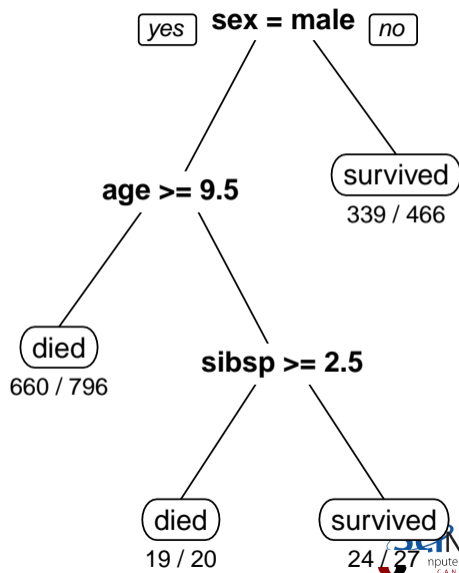 yes sex = male no
survived
339 / 466
age >= 9.5
died
660 / 796
sibsp >= 2.5
died
survived
19 / 20
24 / 27